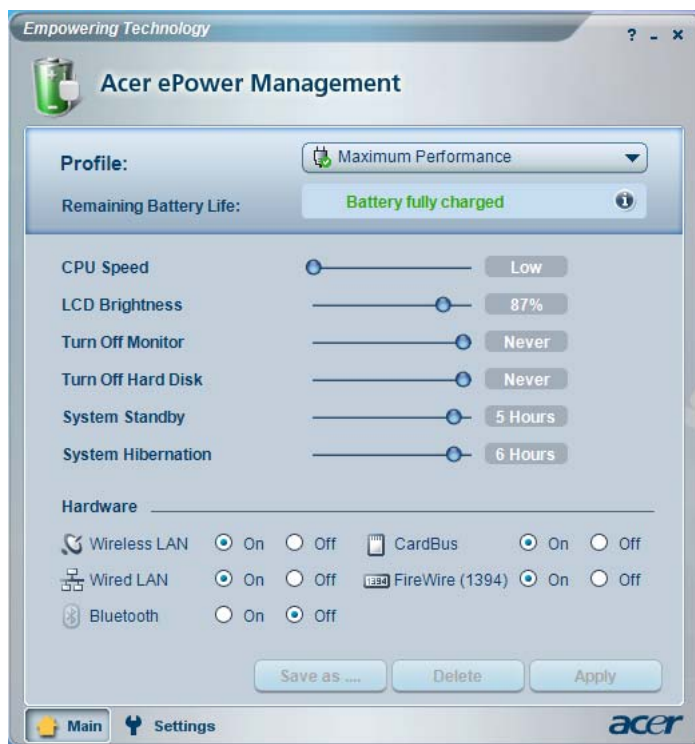 Empowering Technology
? - ×
Acer ePower Management
Profile: Maximum Performance
Remaining Battery Life: Battery fully charged
CPU Speed Low
LCD Brightness 87%
Turn Off Monitor Never
Turn Off Hard Disk Never
System Standby 5 Hours
System Hibernation 6 Hours
Hardware
Wireless LAN On Off CardBus On Off
Wired LAN On Off 1394 FireWire (1394) On Off
Bluetooth On Off
Save as .... Delete Apply
Main Settings acer